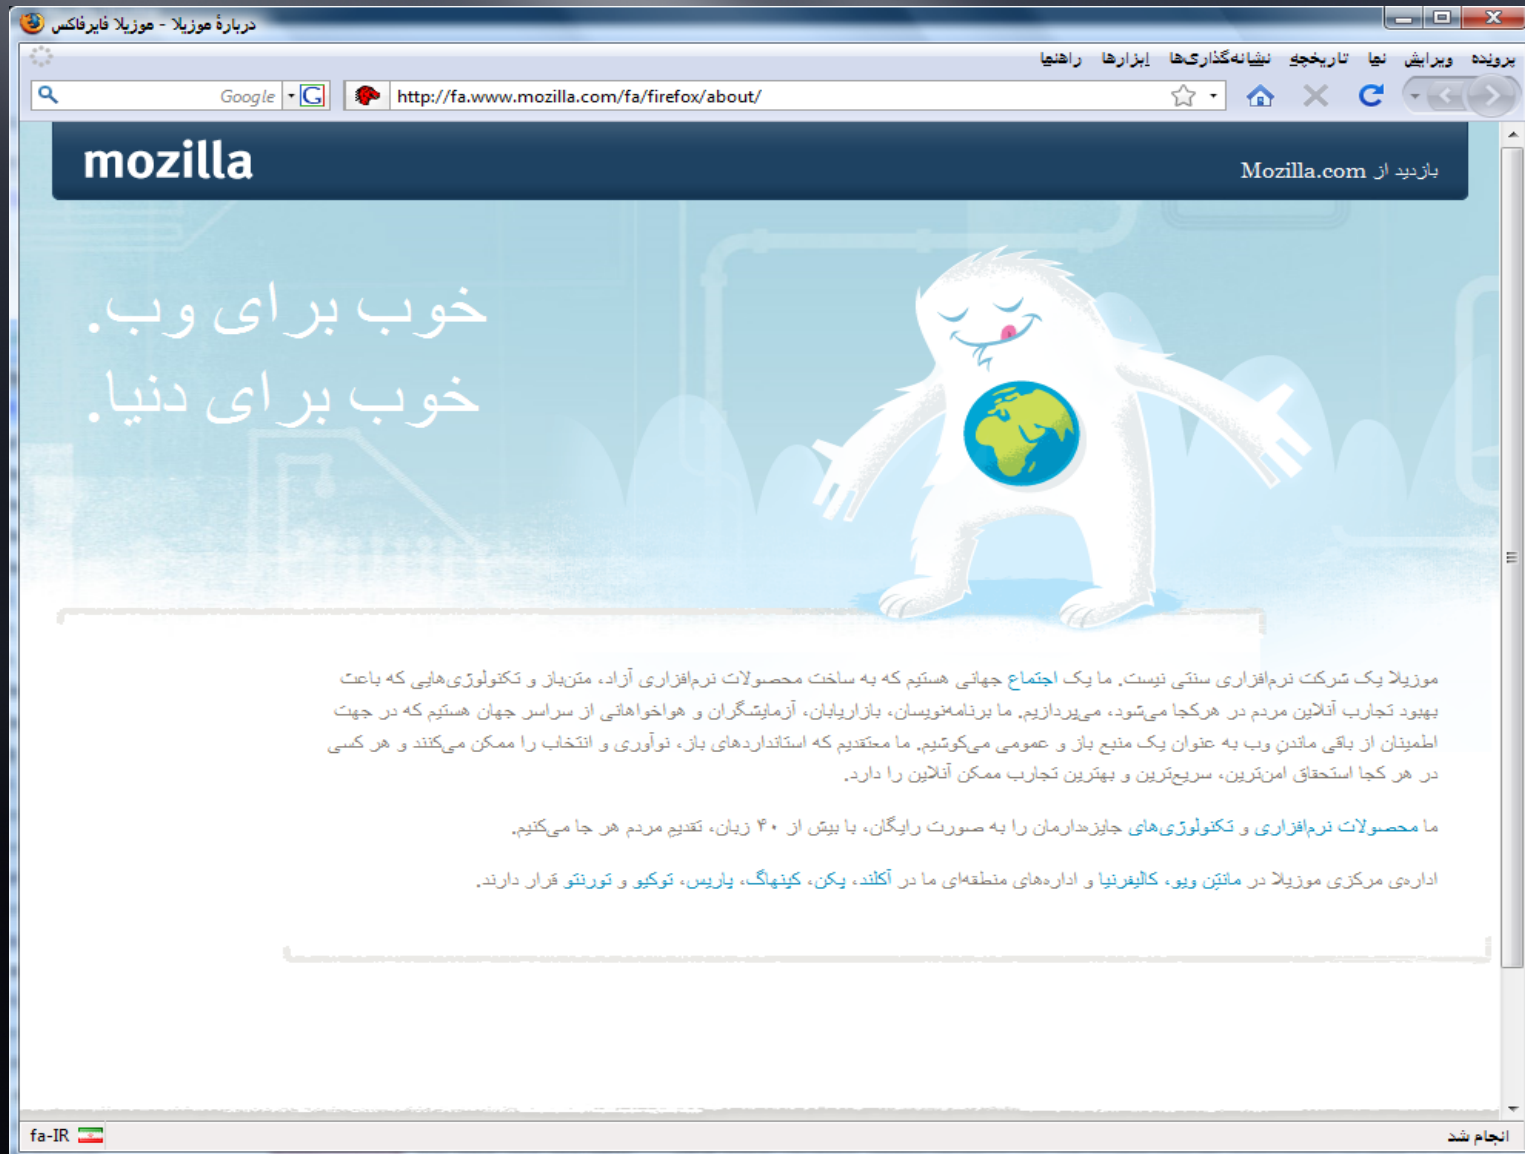 دربارهٔ موزیلا - موزیلا فایرفاکس
پرونده ویرایش نما تاریخچه نشانه‌گذاری‌ها ابزارها راهنما
http://fa.www.mozilla.com/fa/firefox/about/
Google
mozilla
بازدید از Mozilla.com
خوب برای وب.
خوب برای دنیا.
موزیلا یک شرکت نرم‌افزاری سنتی نیست. ما یک اجتماع جهانی هستیم که به ساخت محصولات نرم‌افزاری آزاد، متن‌باز و تکنولوژی‌هایی که باعث
بهبود تجارب آنلاین مردم در هرکجا می‌شود، می‌پردازیم. ما برنامه‌نویسان، بازاریابان، آزمایشگران و هواخواهانی از سراسر جهان هستیم که در جهت
اطمینان از باقی ماندنِ وب به عنوان یک منبع باز و عمومی می‌کوشیم. ما معتقدیم که استانداردهای باز، نوآوری و انتخاب را ممکن می‌کنند و هر کسی
در هر کجا استحقاق امن‌ترین، سریع‌ترین و بهترین تجارب ممکن آنلاین را دارد.
ما محصولات نرم‌افزاری و تکنولوژی‌های جایزه‌دارمان را به صورت رایگان، با بیش از ۴۰ زبان، تقدیمِ مردم هر جا می‌کنیم.
اداره‌ی مرکزی موزیلا در مانتِن ویو، کالیفرنیا و اداره‌های منطقه‌ای ما در آکلند، پکن، کپنهاگ، پاریس، توکیو و تورنتو قرار دارند.
انجام شد
fa-IR